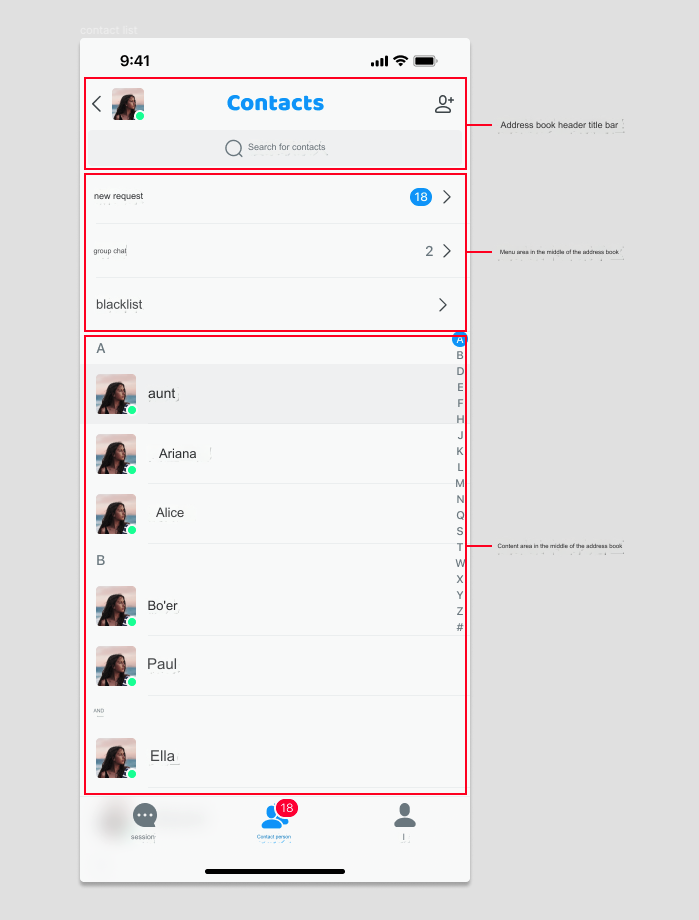 contact list
9:41
Contacts
Search for contacts
Address book header title bar
new request
18
group chat
2
Menu area in the middle of the address book
blacklist
A
A
B
D
E
F
H
J
K
L
M
N
Q
S
T
W
X
Y
Z
#
aunt
Ariana
Alice
Content area in the middle of the address book
B
Bo'er
Paul
AND
Ella
18
session
Contact person
I